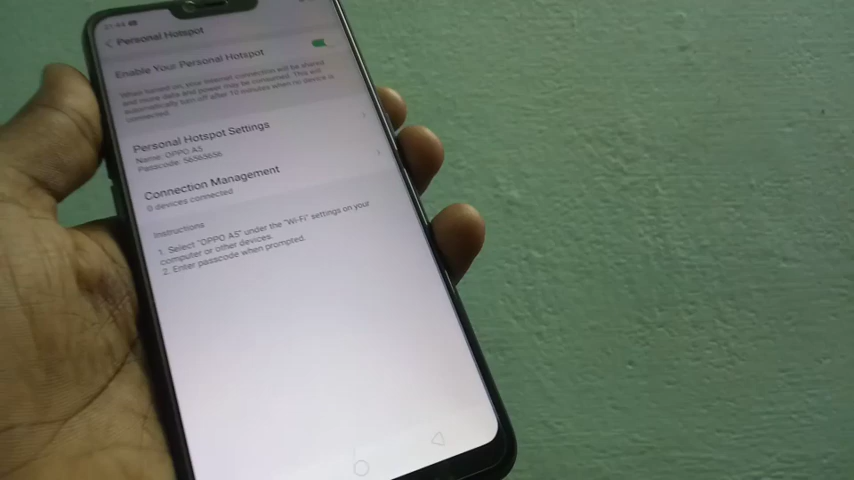 Personal Hotspot
Enable Your Personal Hotspot
When turned on, your internet connection will be shared
and more data and power may be consumed. This will
automatically turn off after 10 minutes when no device is
connected.
Personal Hotspot Settings
Name: OPPO A5
Passcode: 56565656
Connection Management
0 devices connected
Instructions
1. Select "OPPO A5" under the "Wi-Fi" settings on your
computer or other devices.
2. Enter passcode when prompted.